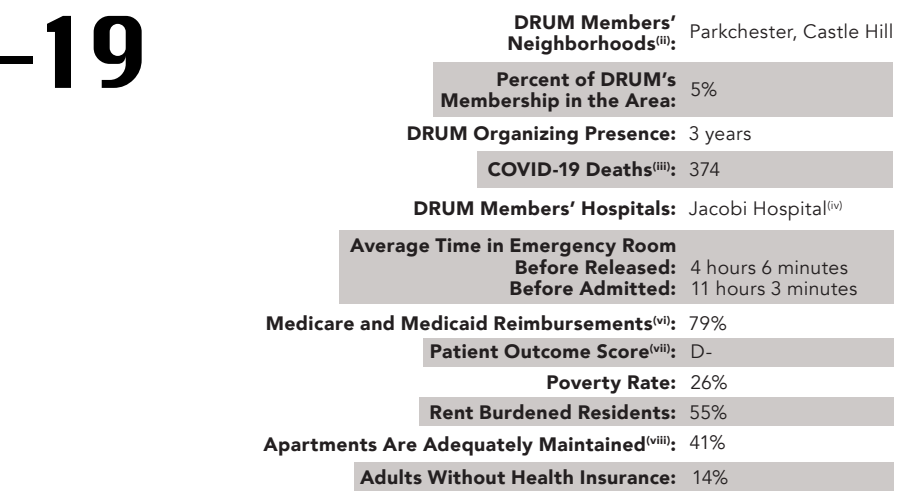 –19
DRUM Members'
Neighborhoods(ii): Parkchester, Castle Hill
Percent of DRUM's
Membership in the Area: 5%
DRUM Organizing Presence: 3 years
COVID-19 Deaths(iii): 374
DRUM Members' Hospitals: Jacobi Hospital(iv)
Average Time in Emergency Room
Before Released: 4 hours 6 minutes
Before Admitted: 11 hours 3 minutes
Medicare and Medicaid Reimbursements(vi): 79%
Patient Outcome Score(vii): D-
Poverty Rate: 26%
Rent Burdened Residents: 55%
Apartments Are Adequately Maintained(viii): 41%
Adults Without Health Insurance: 14%